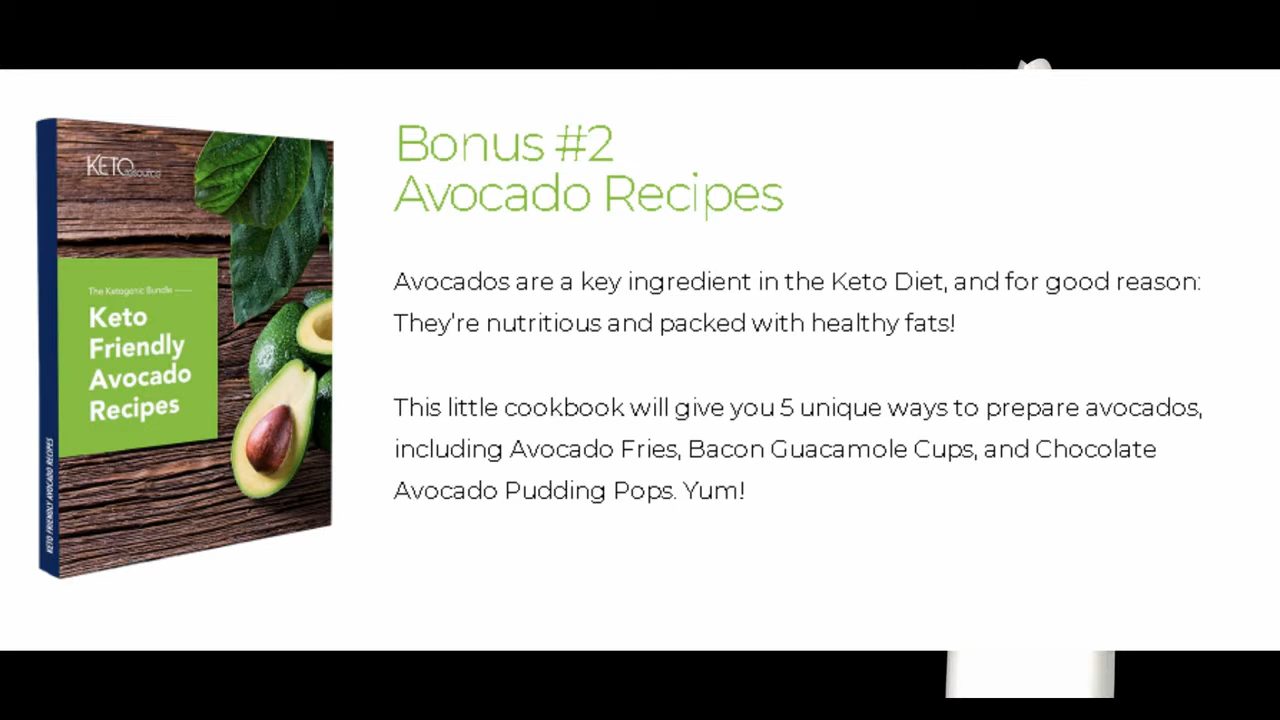 KETO
resource
The Ketogenic Bundle
Keto
Friendly
Avocado
Recipes
KETO FRIENDLY AVOCADO RECIPES
Bonus #2
Avocado Recipes
Avocados are a key ingredient in the Keto Diet, and for good reason:
They're nutritious and packed with healthy fats!
This little cookbook will give you 5 unique ways to prepare avocados,
including Avocado Fries, Bacon Guacamole Cups, and Chocolate
Avocado Pudding Pops. Yum!